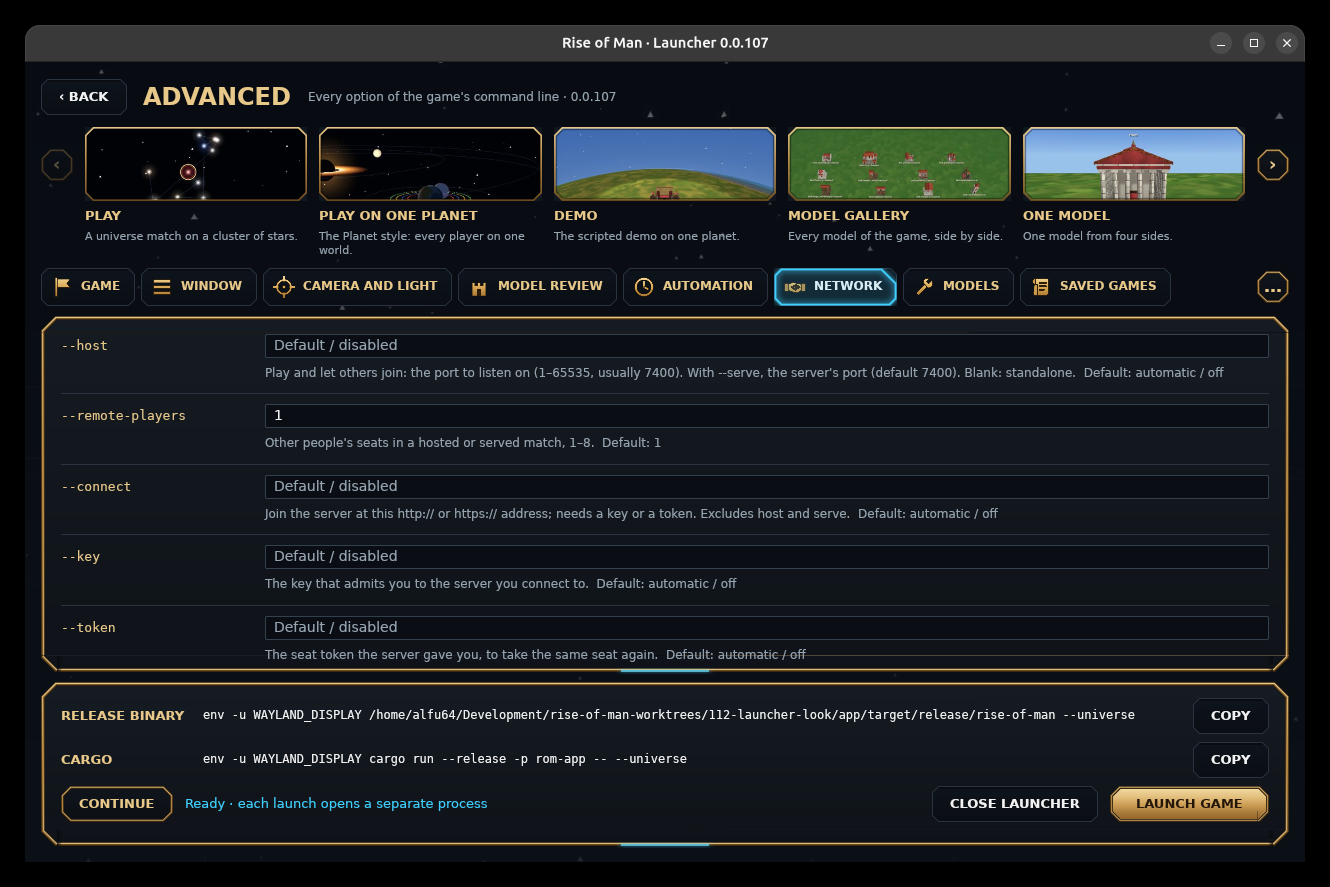 Rise of Man · Launcher 0.0.107
‹ BACK
ADVANCED
Every option of the game's command line · 0.0.107
PLAY
A universe match on a cluster of stars.
PLAY ON ONE PLANET
The Planet style: every player on one
world.
DEMO
The scripted demo on one planet.
MODEL GALLERY
Every model of the game, side by side.
ONE MODEL
One model from four sides.
GAME
WINDOW
CAMERA AND LIGHT
MODEL REVIEW
AUTOMATION
NETWORK
MODELS
SAVED GAMES
...
--host
Default / disabled
Play and let others join: the port to listen on (1–65535, usually 7400). With --serve, the server's port (default 7400). Blank: standalone.  Default: automatic / off
--remote-players
1
Other people's seats in a hosted or served match, 1–8.  Default: 1
--connect
Default / disabled
Join the server at this http:// or https:// address; needs a key or a token. Excludes host and serve.  Default: automatic / off
--key
Default / disabled
The key that admits you to the server you connect to.  Default: automatic / off
--token
Default / disabled
The seat token the server gave you, to take the same seat again.  Default: automatic / off
RELEASE BINARY
env -u WAYLAND_DISPLAY /home/alfu64/Development/rise-of-man-worktrees/112-launcher-look/app/target/release/rise-of-man --universe
COPY
CARGO
env -u WAYLAND_DISPLAY cargo run --release -p rom-app -- --universe
COPY
CONTINUE
Ready · each launch opens a separate process
CLOSE LAUNCHER
LAUNCH GAME